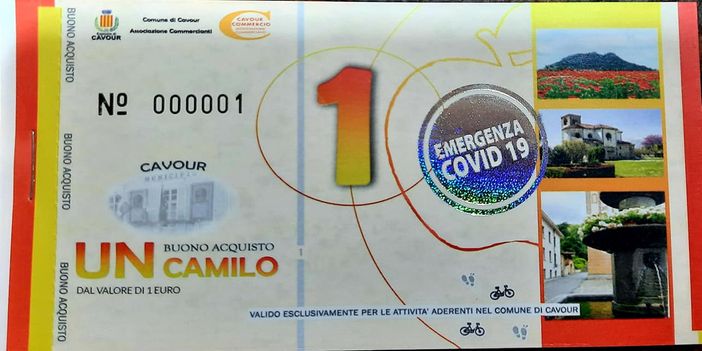 BUONO ACQUISTO
BUONO ACQUISTO
BUONO ACQUISTO
CAVOUR
Comune di Cavour
Associazione Commercianti
CAVOUR
COMMERCIO
Nº 000001
1
EMERGENZA
COVID 19
CAVOUR
MUNICIPIO
BUONO ACQUISTO
UN CAMILO
DAL VALORE DI 1 EURO
1
VALIDO ESCLUSIVAMENTE PER LE ATTIVITA' ADERENTI NEL COMUNE DI CAVOUR